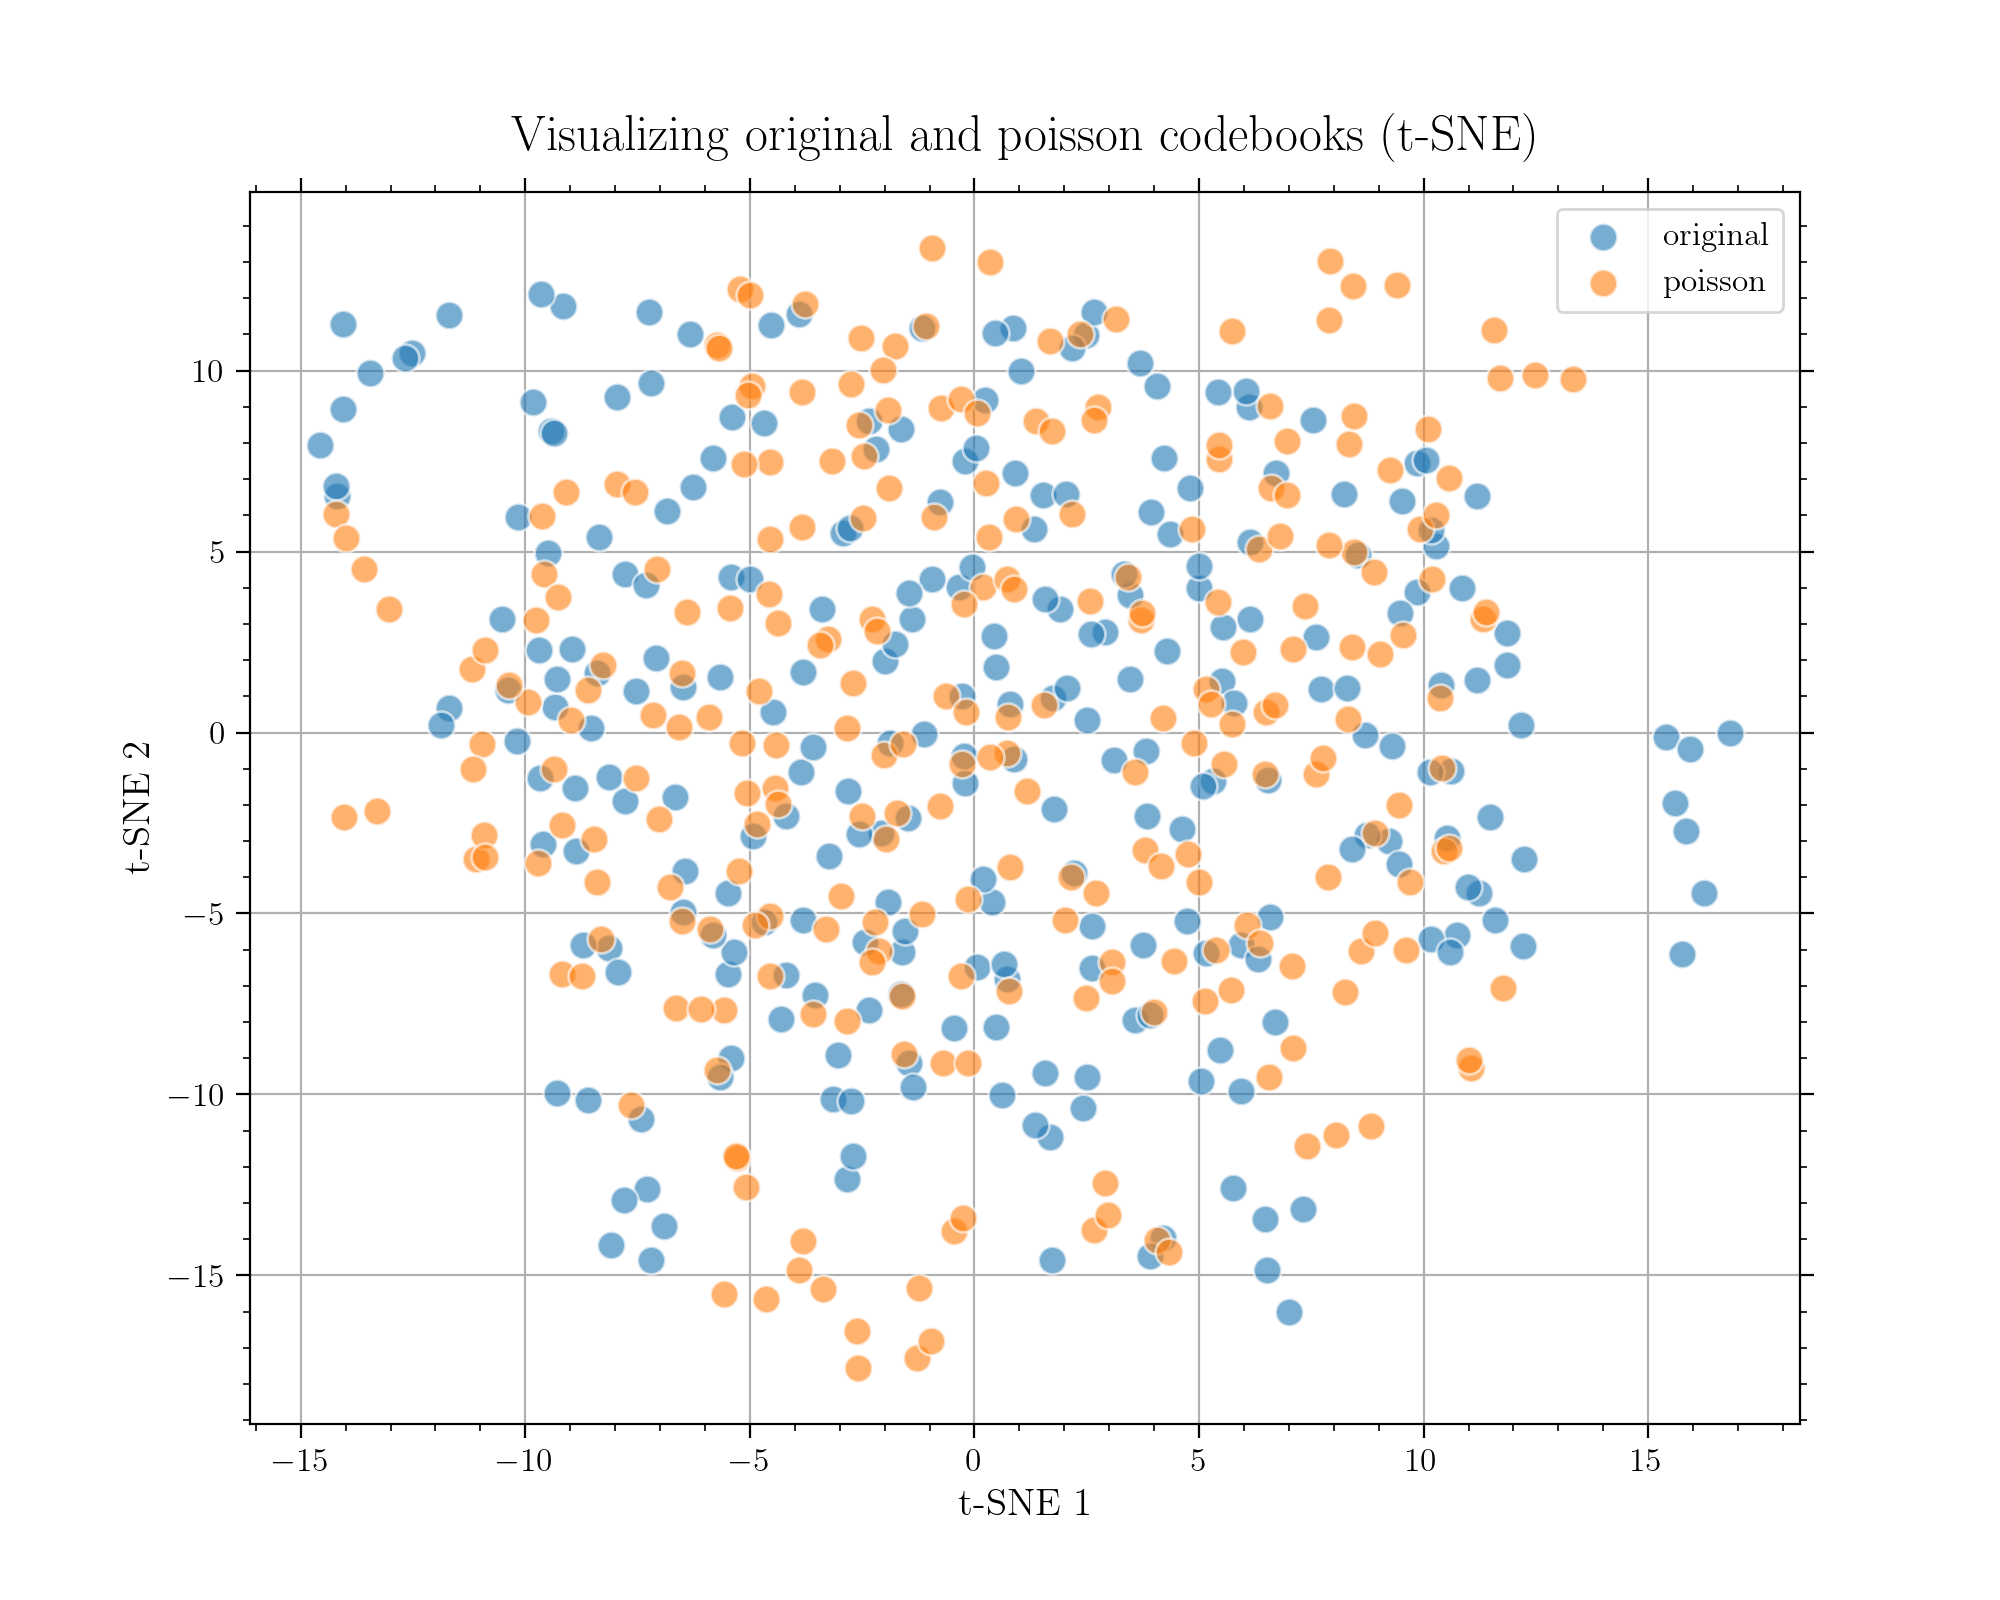 Visualizing original and poisson codebooks (t-SNE)
original
poisson
10
5
0
−5
−10
−15
t-SNE 2
−15 −10 −5 0 5 10 15
t-SNE 1